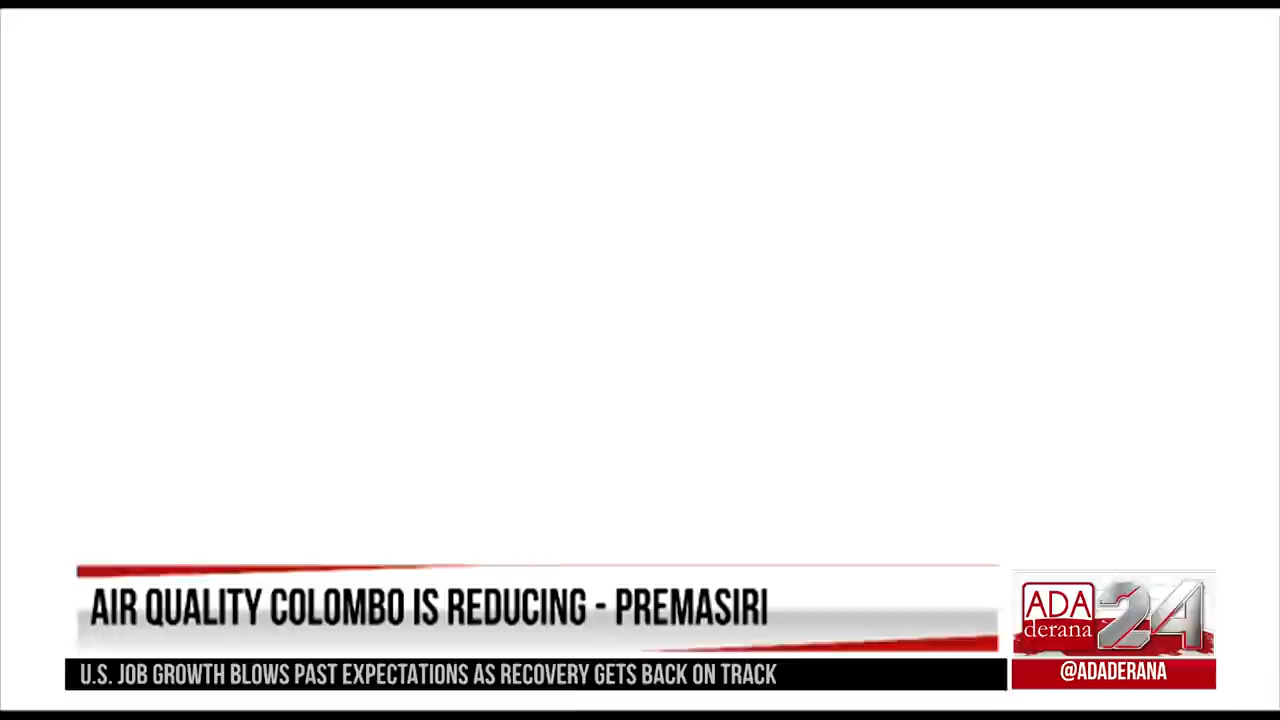 AIR QUALITY COLOMBO IS REDUCING - PREMASIRI
U.S. JOB GROWTH BLOWS PAST EXPECTATIONS AS RECOVERY GETS BACK ON TRACK
ADA
derana
24
@ADADERANA